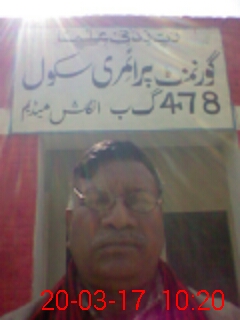 گورنمنٹ پرائمری سکول
478 گ ب انگلش میڈیم
20-03-17 10:20